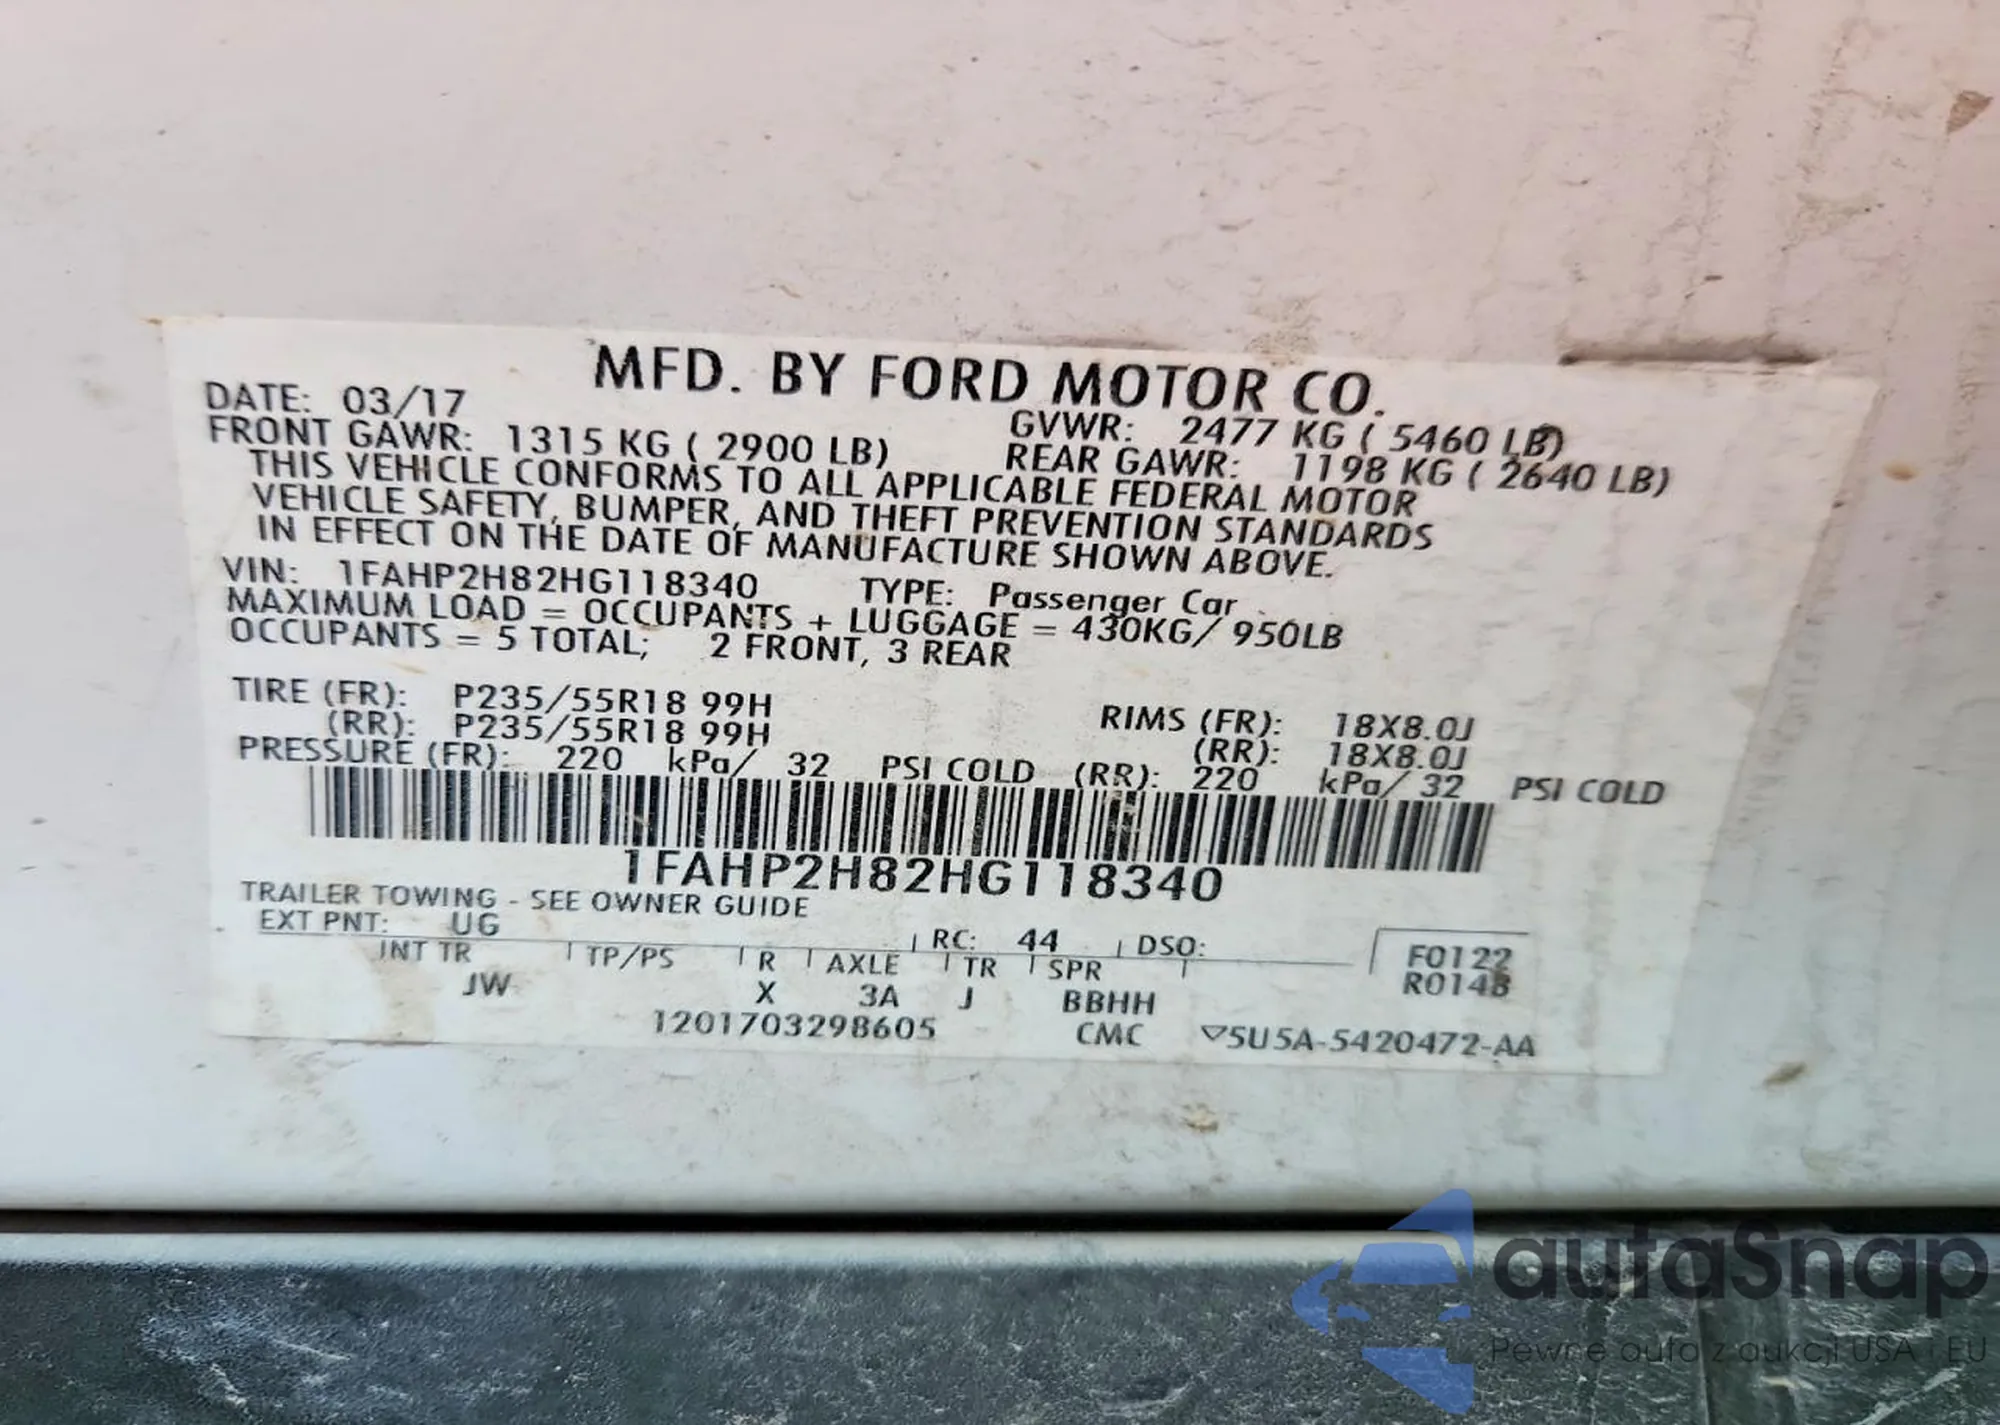 MFD. BY FORD MOTOR CO.
DATE: 03/17
GVWR: 2477 KG ( 5460 LB)
FRONT GAWR: 1315 KG ( 2900 LB)
REAR GAWR: 1198 KG ( 2640 LB)
THIS VEHICLE CONFORMS TO ALL APPLICABLE FEDERAL MOTOR
VEHICLE SAFETY, BUMPER, AND THEFT PREVENTION STANDARDS
IN EFFECT ON THE DATE OF MANUFACTURE SHOWN ABOVE.
VIN: 1FAHP2H82HG118340 TYPE: Passenger Car
MAXIMUM LOAD = OCCUPANTS + LUGGAGE = 430KG/ 950LB
OCCUPANTS = 5 TOTAL; 2 FRONT, 3 REAR
TIRE (FR): P235/55R18 99H RIMS (FR): 18X8.0J
(RR): P235/55R18 99H (RR): 18X8.0J
PRESSURE (FR): 220 kPa/ 32 PSI COLD (RR): 220 kPa/ 32 PSI COLD
1FAHP2H82HG118340
TRAILER TOWING - SEE OWNER GUIDE
EXT PNT: UG RC: 44 DSO:
INT TR TP/PS R AXLE TR SPR
JW X 3A J BBHH
F0122
R0148
1201703298605 CMC ▽5U5A-5420472-AA
autaSnap
Pewne auta z aukcji USA i EU